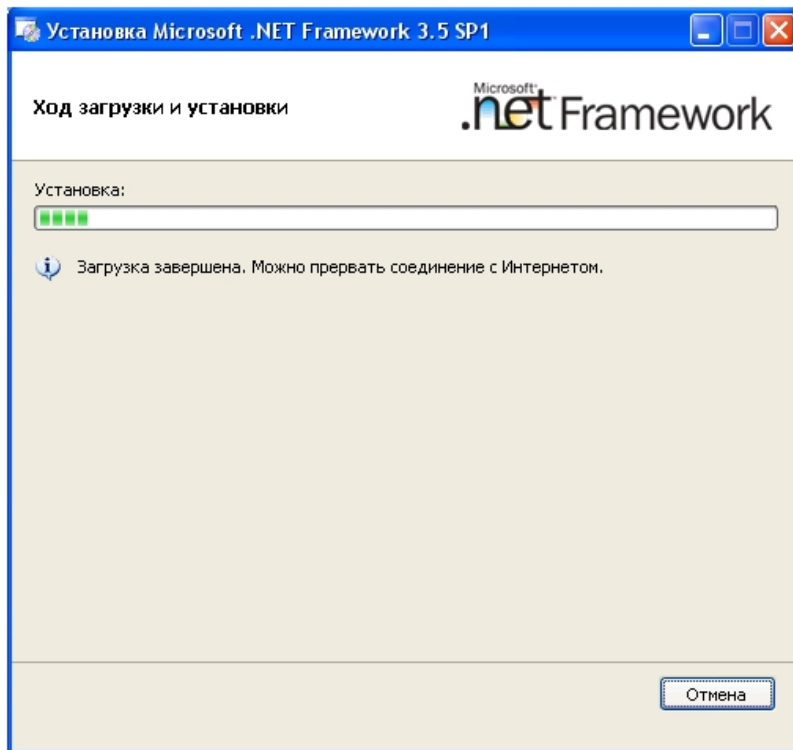 Установка Microsoft .NET Framework 3.5 SP1
Ход загрузки и установки
Microsoft
.net Framework
Установка:
Загрузка завершена. Можно прервать соединение с Интернетом.
Отмена